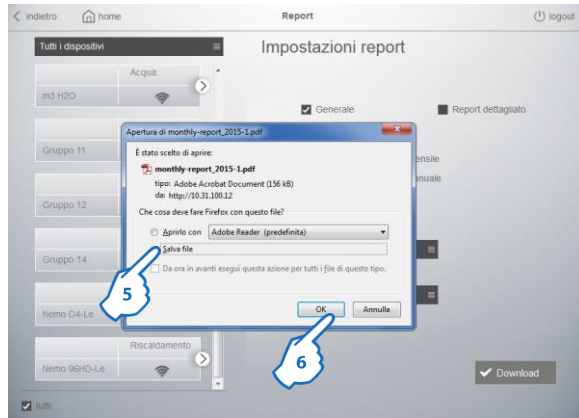 indietro home Report logout
Tutti i dispositivi
Impostazioni report
Acqua
m3 H2O
Generale Report dettagliato
Gruppo 11
Gruppo 12
Gruppo 14
Nemo D4-Le
Riscaldamento
Nemo 96HD-Le
tutti
Apertura di monthly-report_2015-1.pdf
È stato scelto di aprire:
monthly-report_2015-1.pdf
tipo: Adobe Acrobat Document (156 kB)
da: http://10.31.100.12
Che cosa deve fare Firefox con questo file?
Aprirlo con Adobe Reader (predefinita)
Salva file
Da ora in avanti esegui questa azione per tutti i file di questo tipo.
OK Annulla
5
6
Download